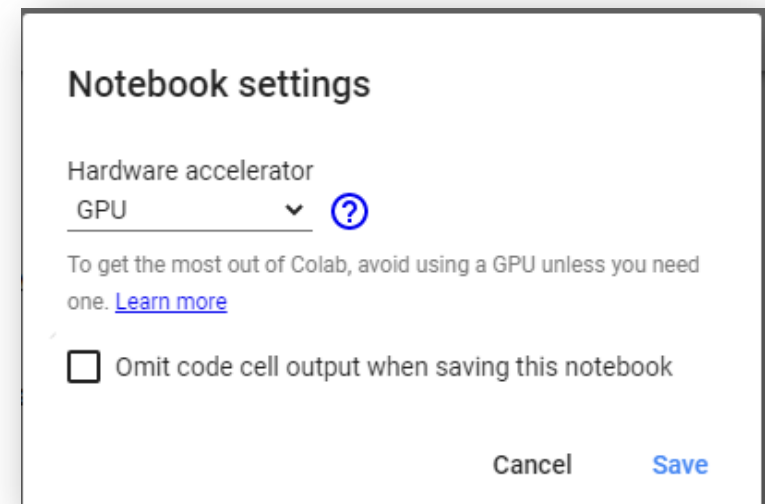 Notebook settings
Hardware accelerator
GPU
?
To get the most out of Colab, avoid using a GPU unless you need
one. Learn more
Omit code cell output when saving this notebook
Cancel Save